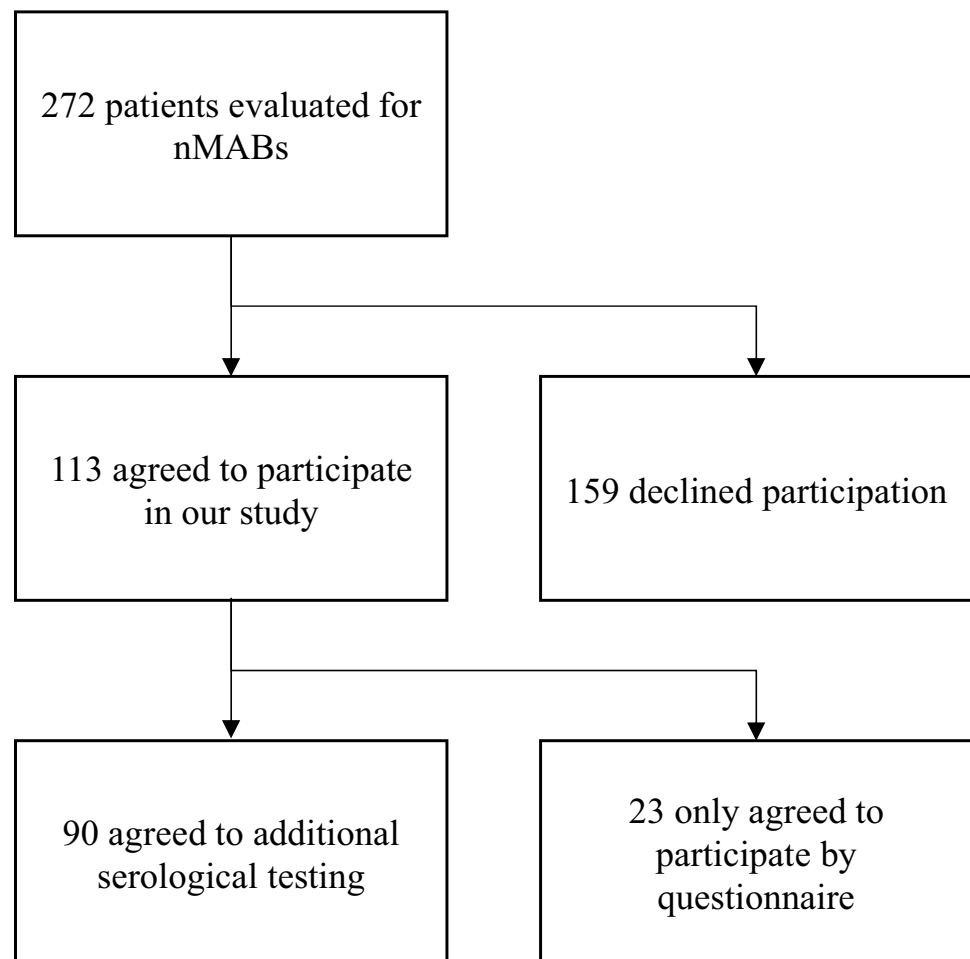 272 patients evaluated for
nMABs
113 agreed to participate
in our study
159 declined participation
90 agreed to additional
serological testing
23 only agreed to
participate by
questionnaire